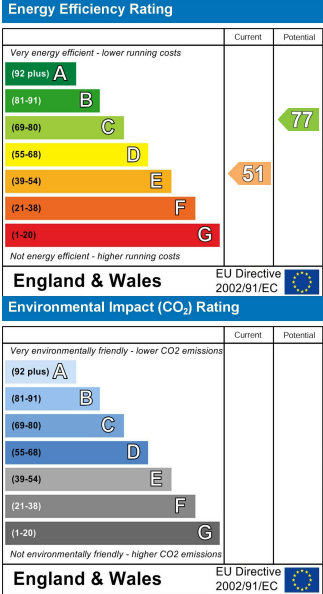 Energy Efficiency Rating
Current Potential
Very energy efficient - lower running costs
(92 plus) A
(81-91) B
(69-80) C
77
(55-68) D
(39-54) E
51
(21-38) F
(1-20) G
Not energy efficient - higher running costs
England & Wales
EU Directive
2002/91/EC
Environmental Impact (CO₂) Rating
Current Potential
Very environmentally friendly - lower CO2 emissions
(92 plus) A
(81-91) B
(69-80) C
(55-68) D
(39-54) E
(21-38) F
(1-20) G
Not environmentally friendly - higher CO2 emissions
England & Wales
EU Directive
2002/91/EC